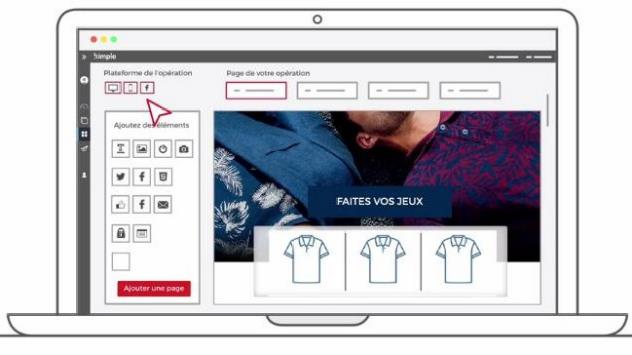 Simple
Plateforme de l'opération
Page de votre opération
Ajoutez des éléments
FAITES VOS JEUX
Ajouter une page